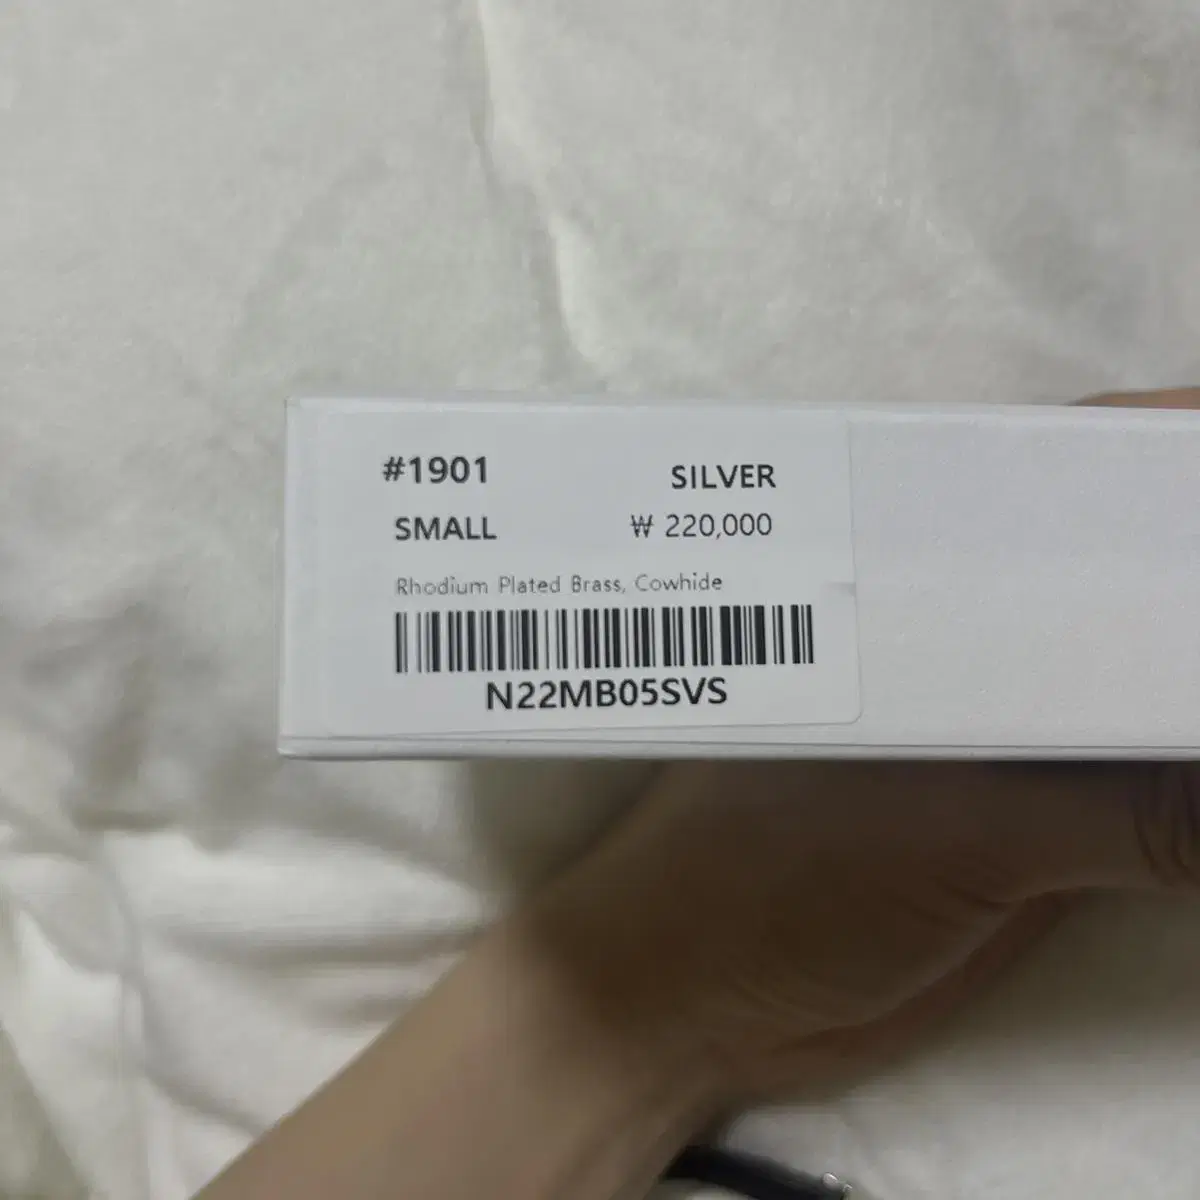 #1901 SILVER
SMALL ₩ 220,000
Rhodium Plated Brass, Cowhide
N22MB05SVS